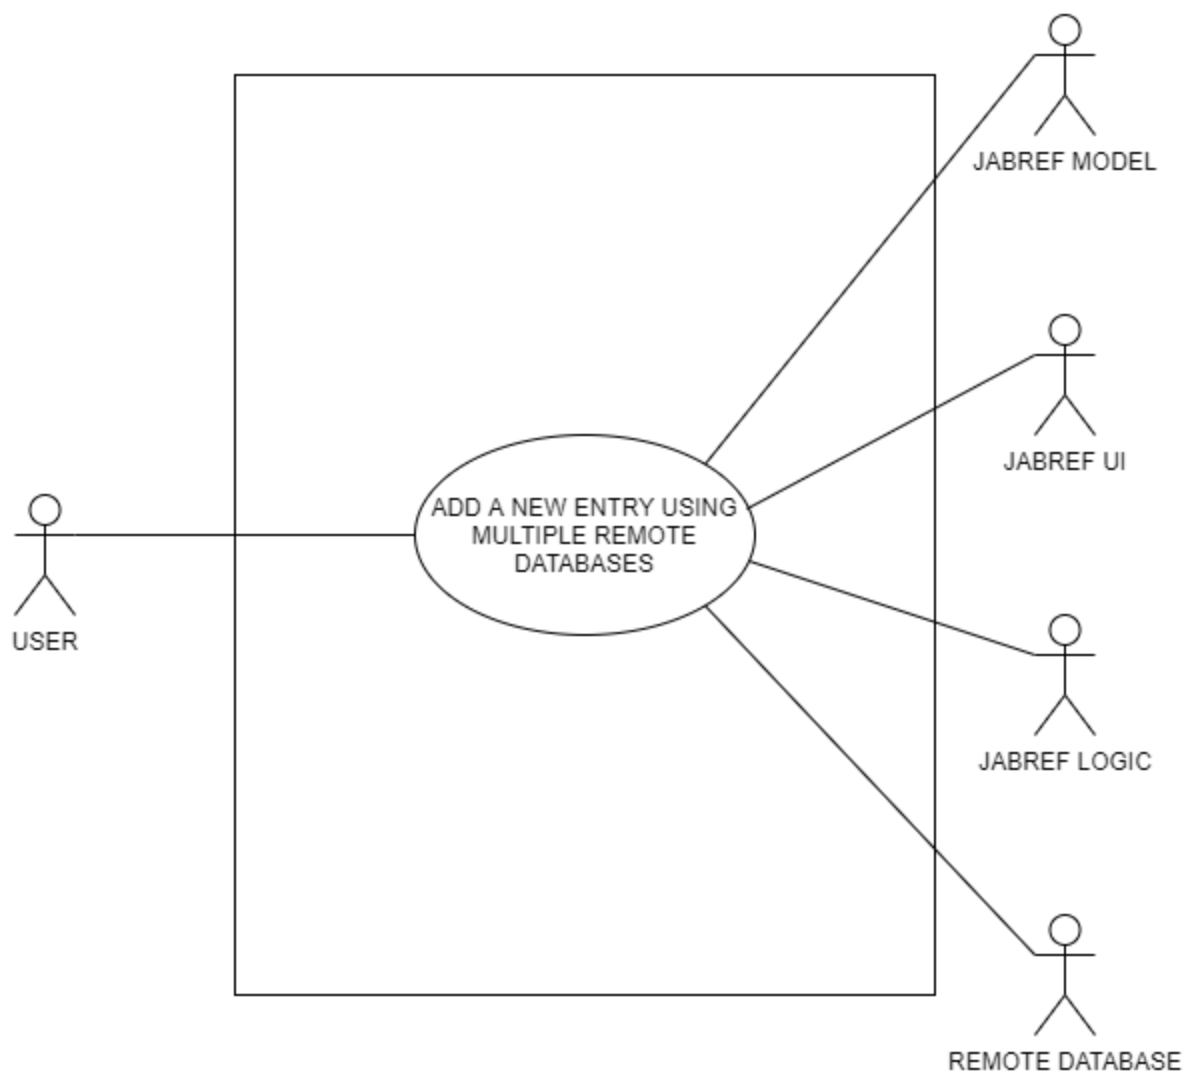 JABREF MODEL
JABREF UI
ADD A NEW ENTRY USING
MULTIPLE REMOTE
DATABASES
USER
JABREF LOGIC
REMOTE DATABASE